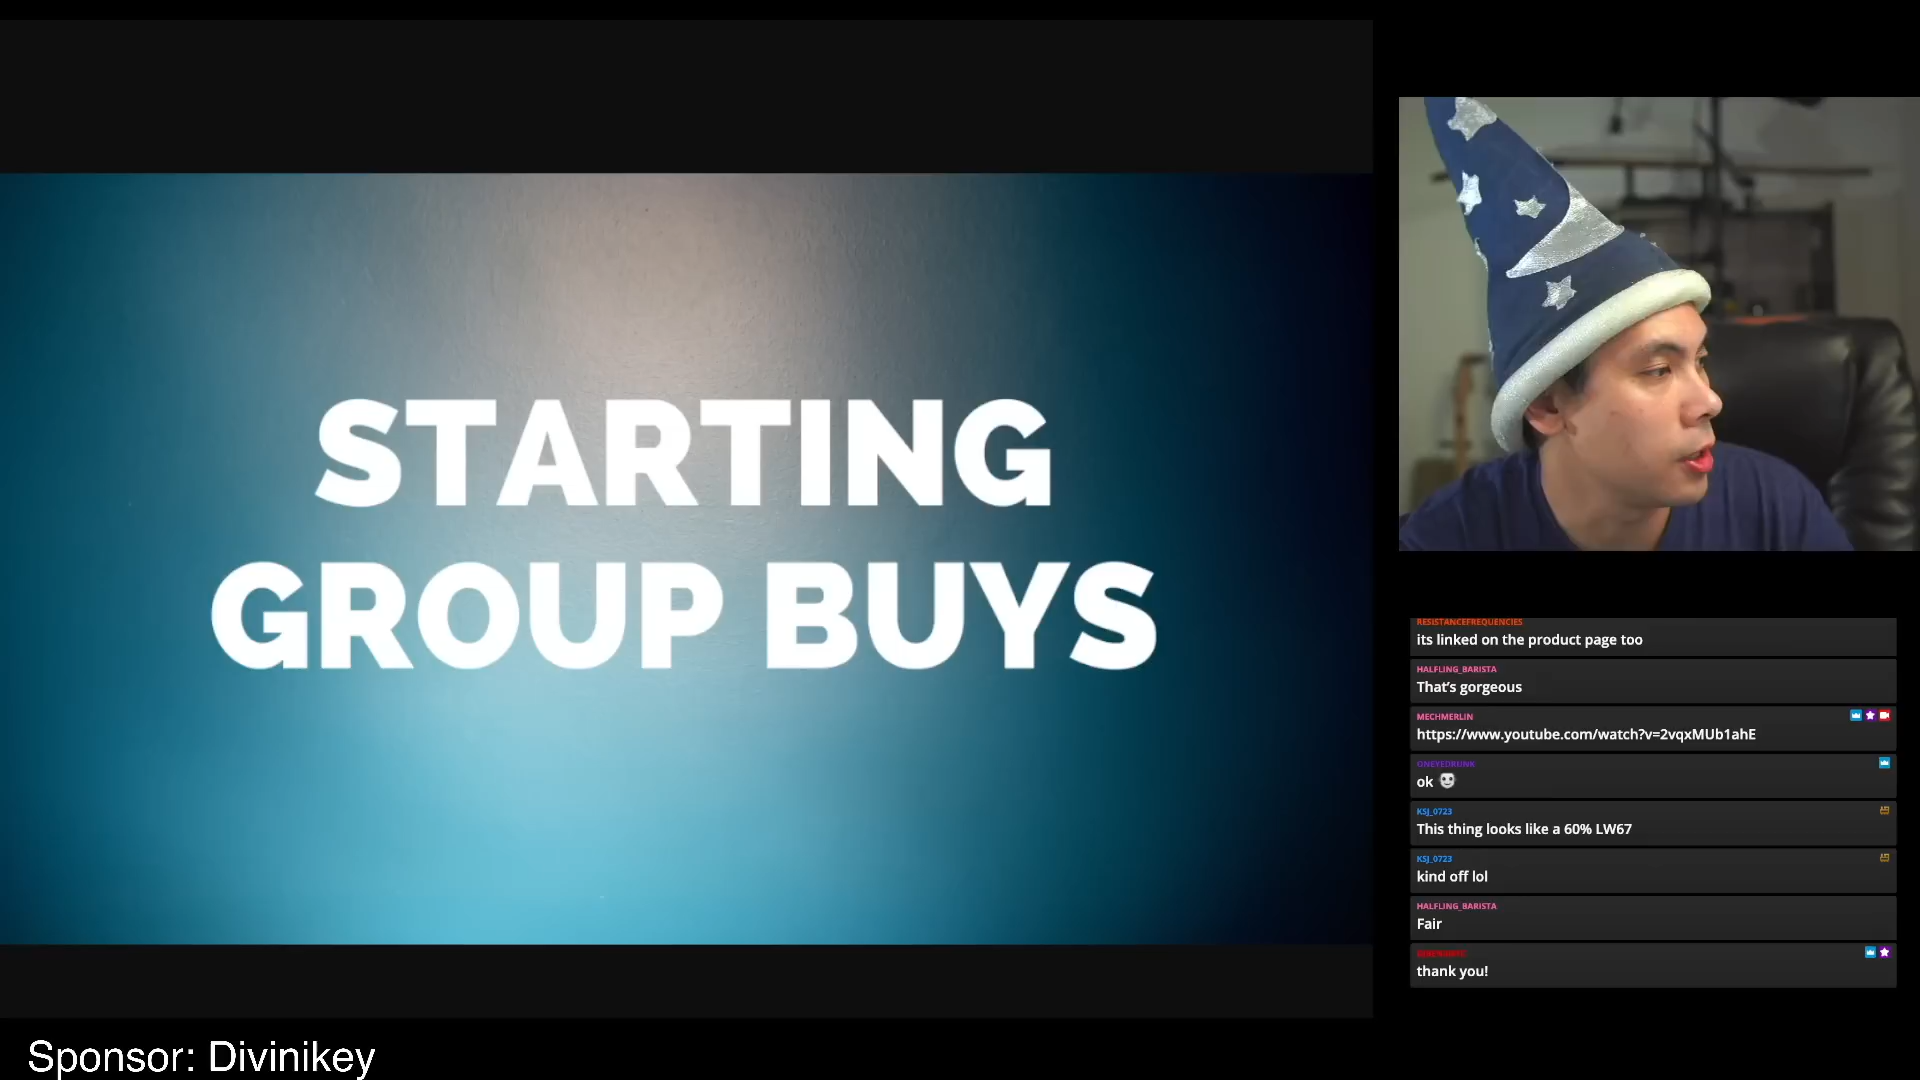 STARTING
GROUP BUYS
RESISTANCEFREQUENCIES
its linked on the product page too
HALFLING_BARISTA
That's gorgeous
MECHMERLIN
https://www.youtube.com/watch?v=2vqxMUb1ahE
ok
KSJ_0723
This thing looks like a 60% LW67
KSJ_0723
kind off lol
HALFLING_BARISTA
Fair
thank you!
Sponsor: Divinikey